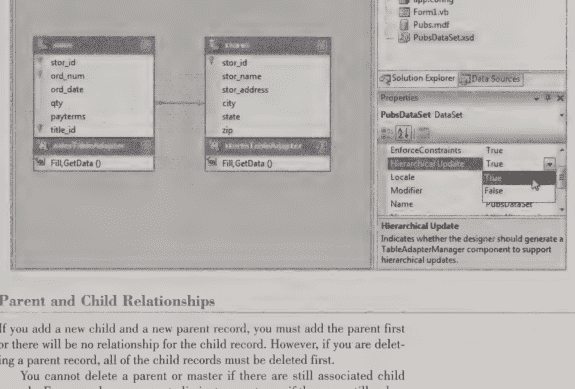 app.config
Form1.vb
Pubs.mdf
PubsDataSet.xsd
Solution Explorer Data Sources
Properties
PubsDataSet DataSet
EnforceConstraints True
Hierarchical Update True
Locale True
Modifier False
Name PubsDataSet
Hierarchical Update
Indicates whether the designer should generate a
TableAdapterManager component to support
hierarchical updates.
sales
stor_id
ord_num
ord_date
qty
payterms
title_id
salesTableAdapter
Fill,GetData ()
stores
stor_id
stor_name
stor_address
city
state
zip
storesTableAdapter
Fill,GetData ()
Parent and Child Relationships
If you add a new child and a new parent record, you must add the parent first
or there will be no relationship for the child record. However, if you are delet-
ing a parent record, all of the child records must be deleted first.
You cannot delete a parent or master if there are still associated child